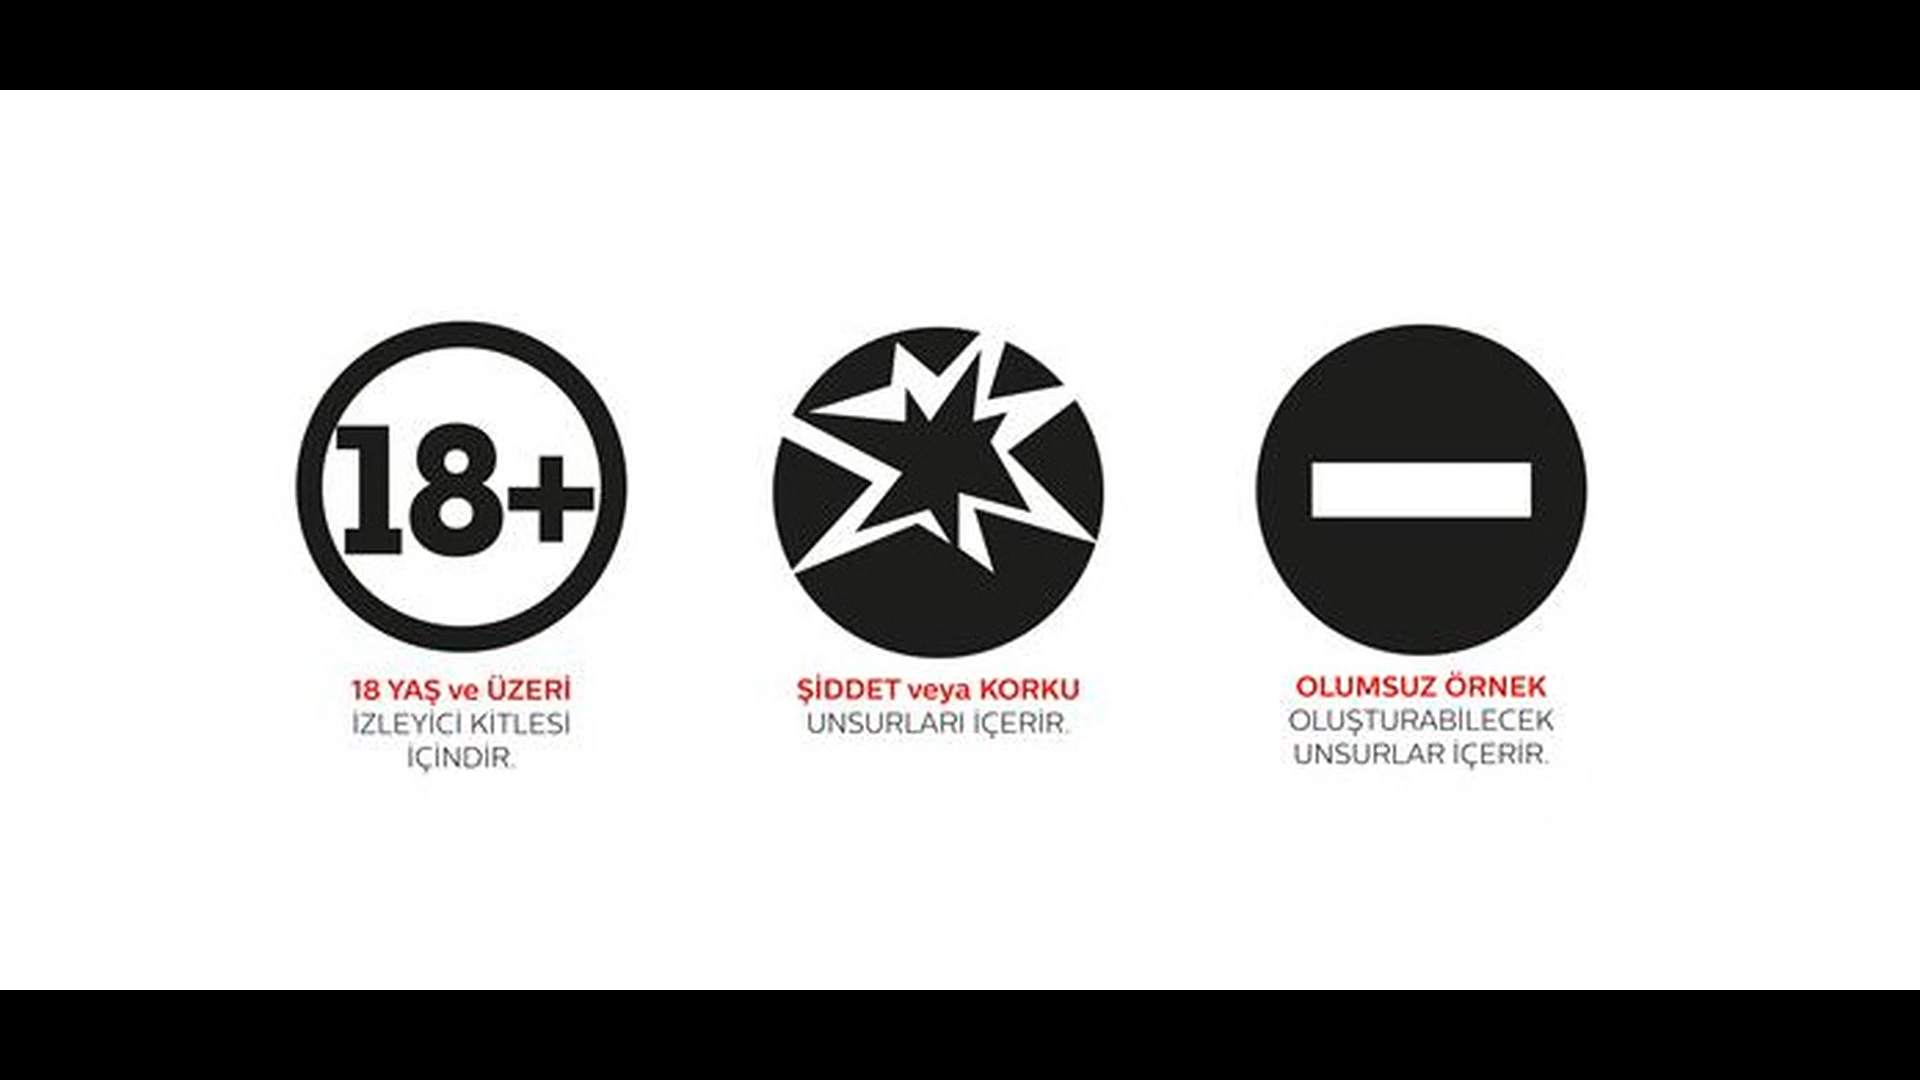 18+
18 YAŞ ve ÜZERİ
İZLEYİCİ KİTLESİ
İÇİNDİR.
ŞİDDET veya KORKU
UNSURLARI İÇERİR.
OLUMSUZ ÖRNEK
OLUŞTURABİLECEK
UNSURLAR İÇERİR.